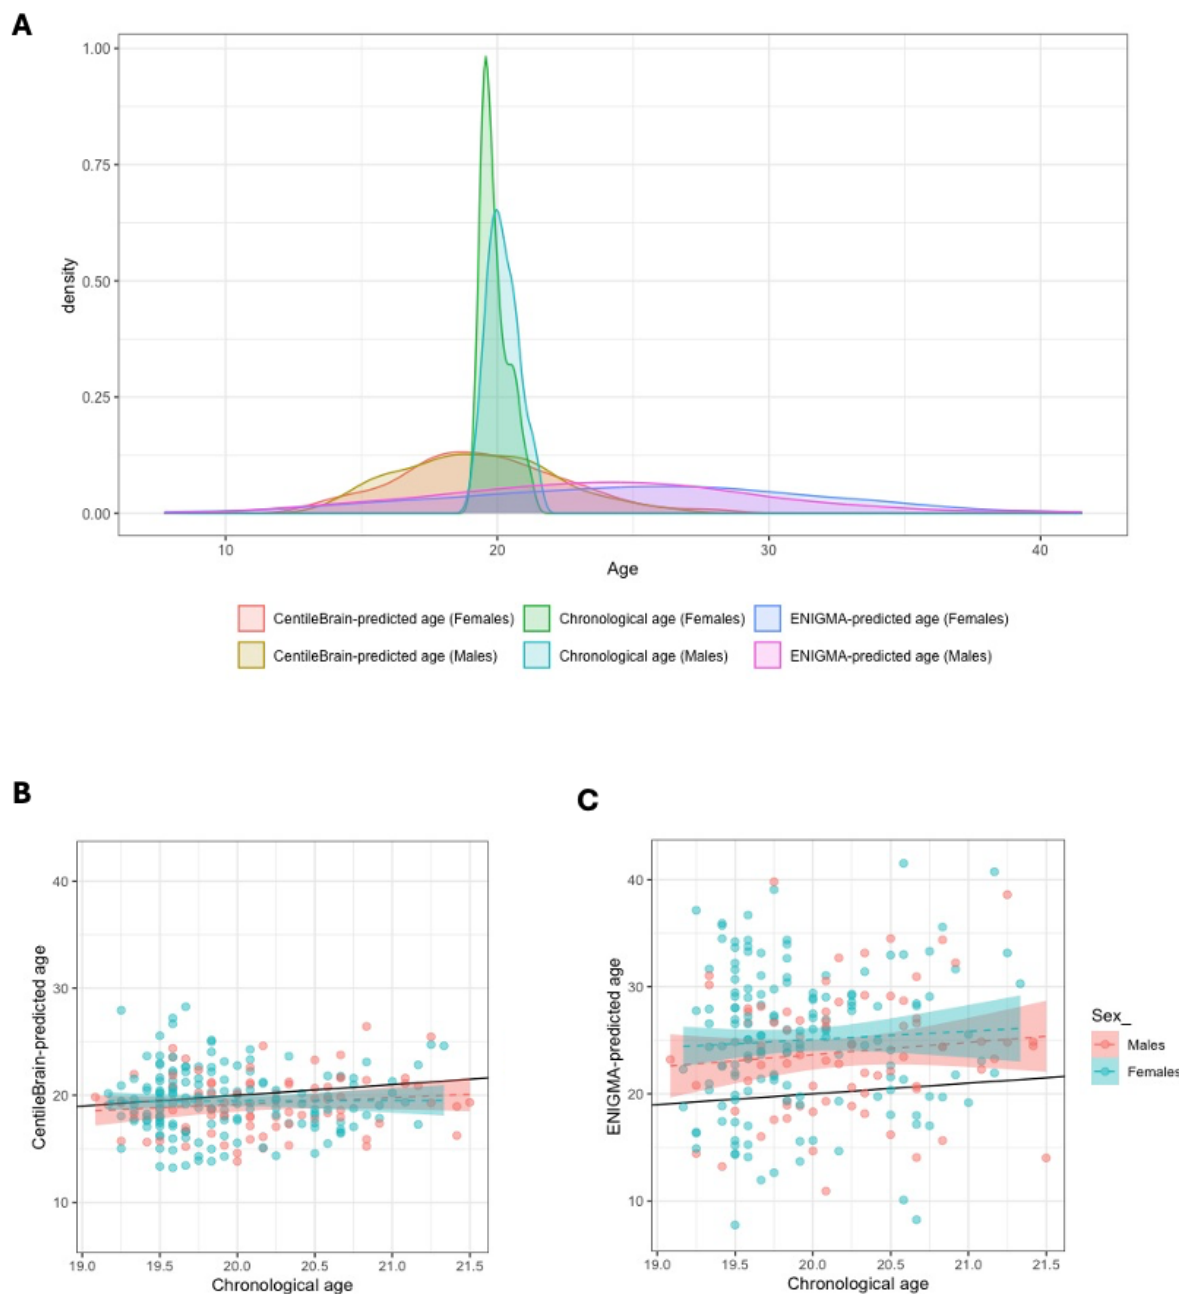 A
1.00
0.75
0.50
0.25
0.00
density
10 20 30 40
Age
CentileBrain-predicted age (Females) Chronological age (Females) ENIGMA-predicted age (Females)
CentileBrain-predicted age (Males) Chronological age (Males) ENIGMA-predicted age (Males)
B
40
30
20
10
CentileBrain-predicted age
19.0 19.5 20.0 20.5 21.0 21.5
Chronological age
C
40
30
20
10
ENIGMA-predicted age
19.0 19.5 20.0 20.5 21.0 21.5
Chronological age
Sex_
Males
Females